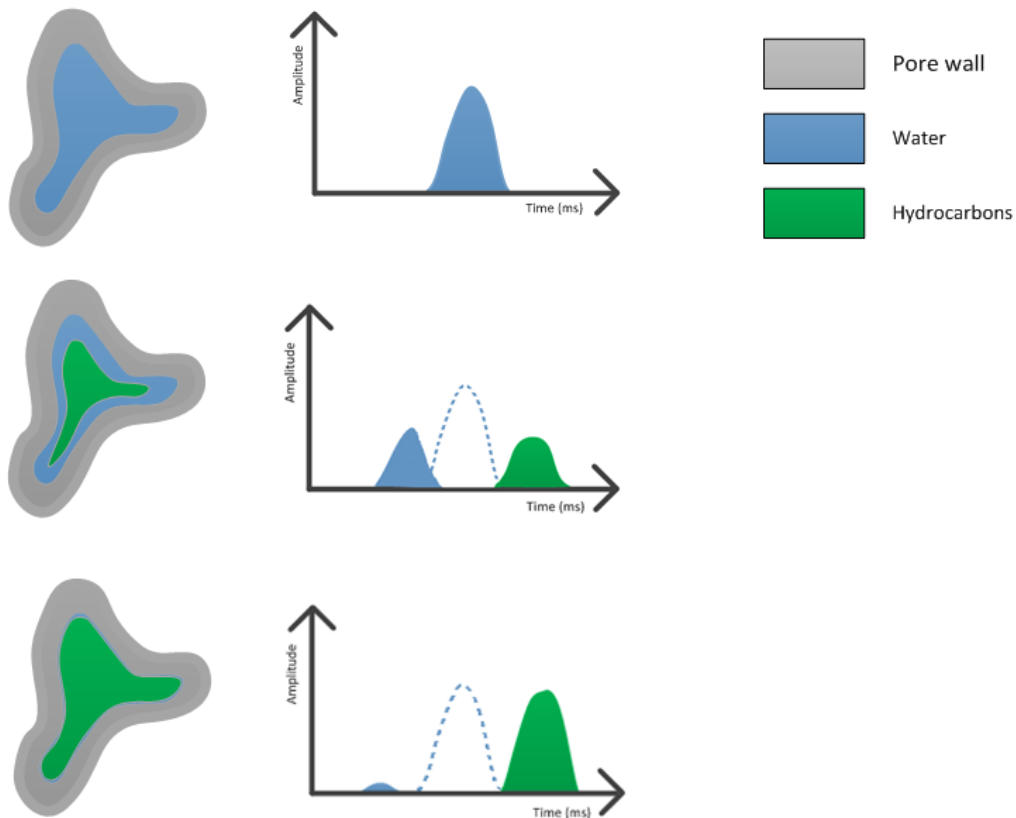 Amplitude
Time (ms)
Pore wall
Water
Hydrocarbons
Amplitude
Time (ms)
Amplitude
Time (ms)